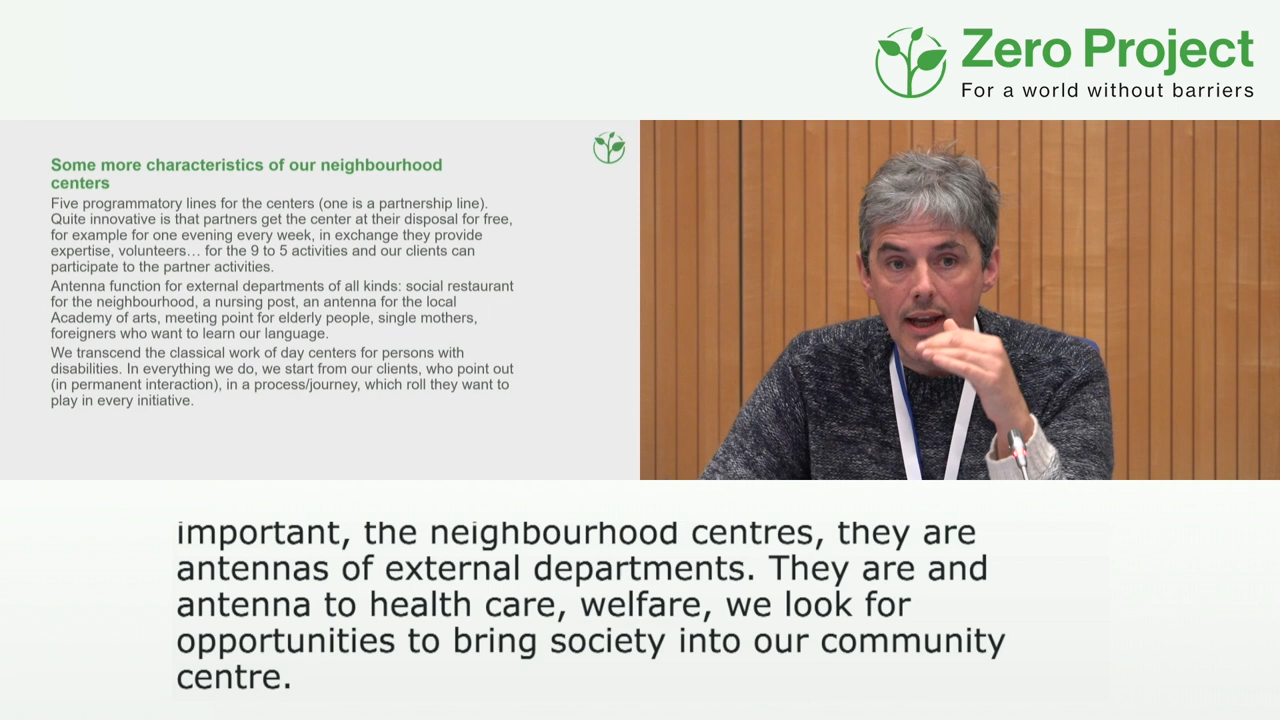 Zero Project
For a world without barriers
Some more characteristics of our neighbourhood
centers
Five programmatory lines for the centers (one is a partnership line).
Quite innovative is that partners get the center at their disposal for free,
for example for one evening every week, in exchange they provide
expertise, volunteers… for the 9 to 5 activities and our clients can
participate to the partner activities.
Antenna function for external departments of all kinds: social restaurant
for the neighbourhood, a nursing post, an antenna for the local
Academy of arts, meeting point for elderly people, single mothers,
foreigners who want to learn our language.
We transcend the classical work of day centers for persons with
disabilities. In everything we do, we start from our clients, who point out
(in permanent interaction), in a process/journey, which roll they want to
play in every initiative.
important, the neighbourhood centres, they are
antennas of external departments. They are and
antenna to health care, welfare, we look for
opportunities to bring society into our community
centre.